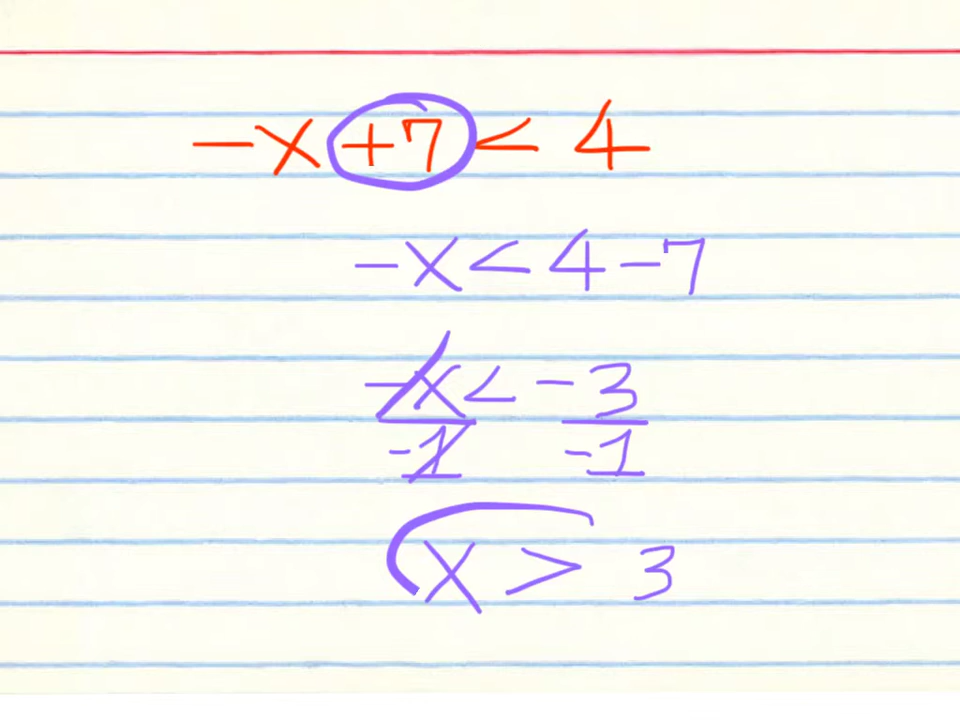 -x +7 < 4
-x < 4 - 7
-x < - 3
-1 -1
x > 3